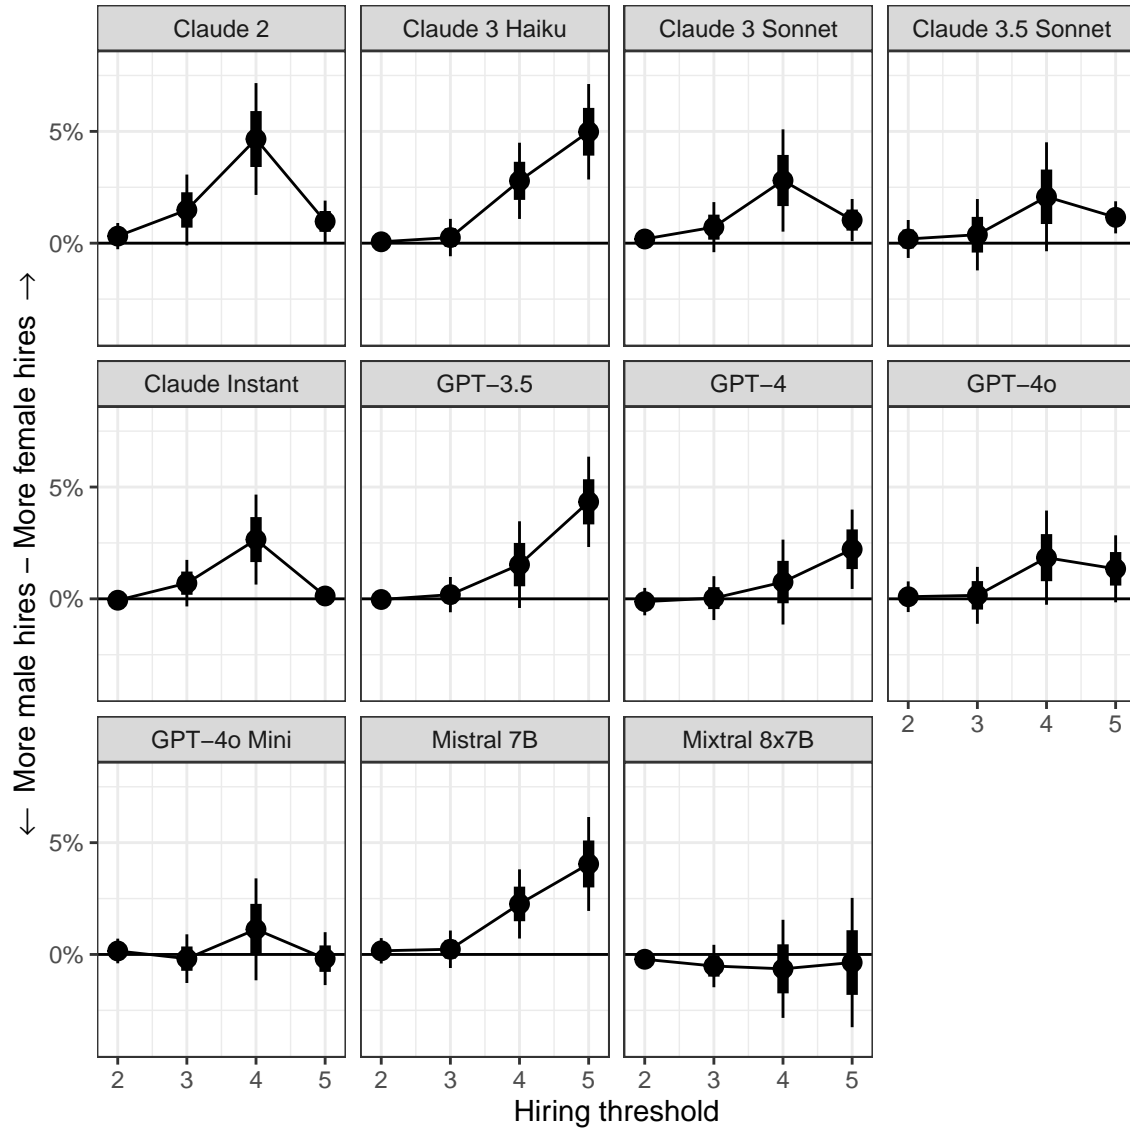 Claude 2
Claude 3 Haiku
Claude 3 Sonnet
Claude 3.5 Sonnet
5%
0%
Claude Instant
GPT−3.5
GPT−4
GPT−4o
5%
0%
2 3 4 5
GPT−4o Mini
Mistral 7B
Mixtral 8x7B
5%
0%
2 3 4 5
2 3 4 5
2 3 4 5
Hiring threshold
← More male hires − More female hires →